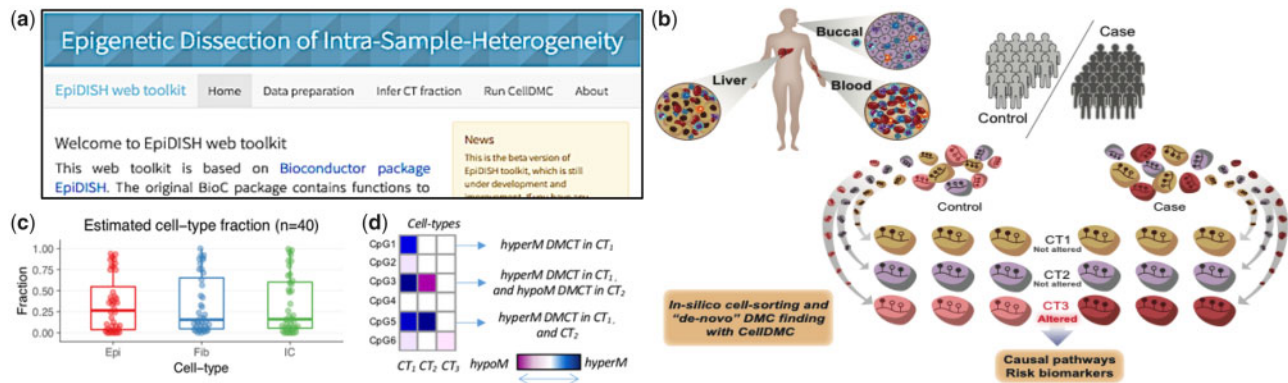 (a)
Epigenetic Dissection of Intra-Sample-Heterogeneity
EpiDISH web toolkit Home Data preparation Infer CT fraction Run CellDMC About
Welcome to EpiDISH web toolkit
This web toolkit is based on Bioconductor package
EpiDISH. The original BioC package contains functions to
News
This is the beta version of
EpiDISH toolkit, which is still
under development and
improvement. If you have any
(b)
Buccal
Liver
Blood
Case
Control
Control
Case
CT1
Not altered
CT2
Not altered
CT3
Altered
In-silico cell-sorting and
"de-novo" DMC finding
with CellDMC
Causal pathways
Risk biomarkers
(c)
Estimated cell-type fraction (n=40)
Fraction
1.00
0.75
0.50
0.25
0.00
Epi Fib IC
Cell-type
(d)
Cell-types
CpG1
CpG2
CpG3
CpG4
CpG5
CpG6
CT1 CT2 CT3
hyperM DMCT in CT1
hyperM DMCT in CT1,
and hypoM DMCT in CT2
hyperM DMCT in CT1,
and CT2
hypoM hyperM